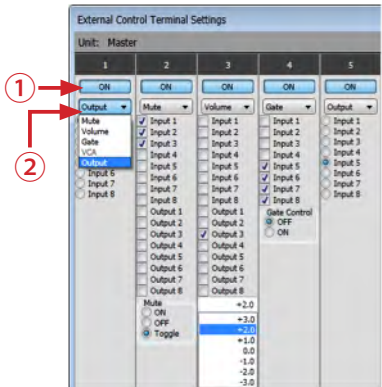 External Control Terminal Settings
Unit: Master
1 2 3 4 5
1 ON ON ON ON ON
Output Mute Volume Gate Output
2
Mute
Volume
Gate
VCA
Output
Input 6
Input 7
Input 8
Input 1
Input 2
Input 3
Input 4
Input 5
Input 6
Input 7
Input 8
Output 1
Output 2
Output 3
Output 4
Output 5
Output 6
Output 7
Output 8
Mute
ON
OFF
Toggle
Input 1
Input 2
Input 3
Input 4
Input 5
Input 6
Input 7
Input 8
Output 1
Output 2
Output 3
Output 4
Output 5
Output 6
Output 7
Output 8
+2.0
+3.0
+2.0
+1.0
0.0
-1.0
-2.0
-3.0
Input 1
Input 2
Input 3
Input 4
Input 5
Input 6
Input 7
Input 8
Gate Control
OFF
ON
Input 1
Input 2
Input 3
Input 4
Input 5
Input 6
Input 7
Input 8